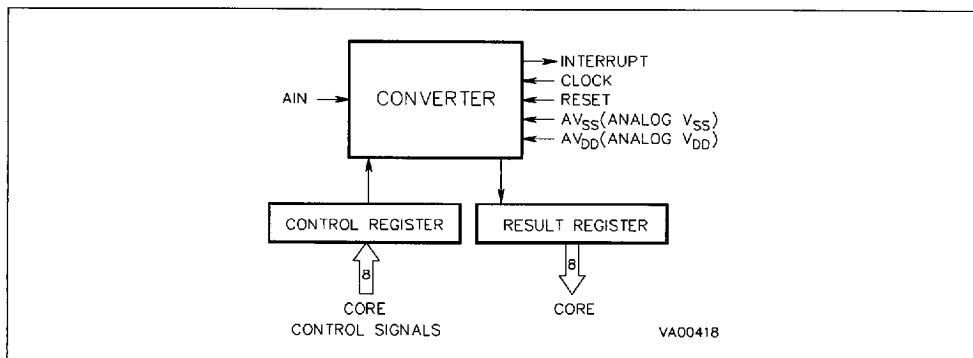 INTERRUPT
CLOCK
AIN
CONVERTER
RESET
AVSS(ANALOG VSS)
AVDD(ANALOG VDD)
CONTROL REGISTER
RESULT REGISTER
8
8
CORE
CONTROL SIGNALS
CORE
VA00418